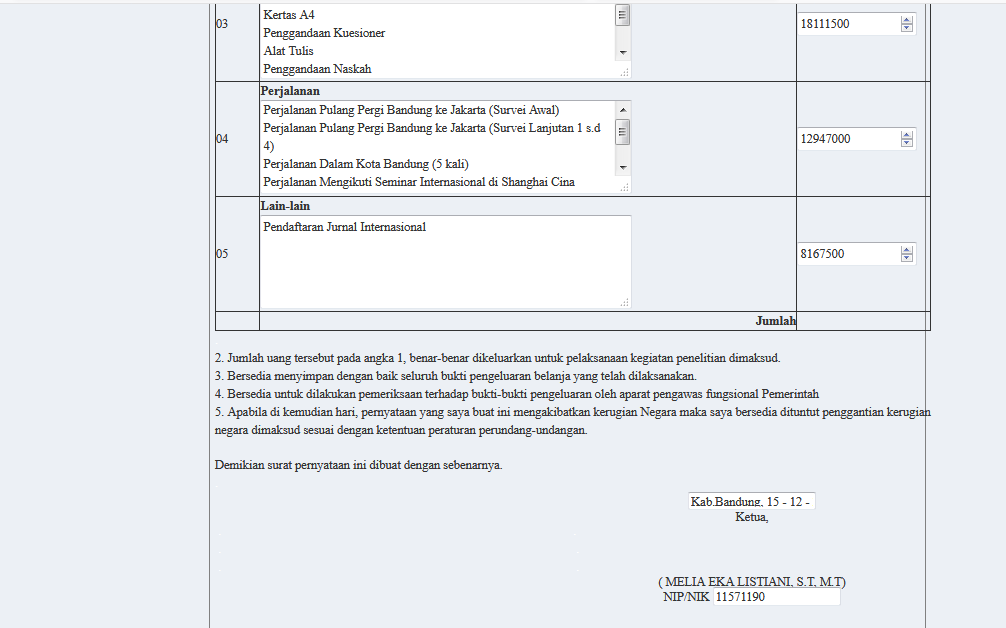 03
Kertas A4
Penggandaan Kuesioner
Alat Tulis
Penggandaan Naskah
18111500
Perjalanan
04
Perjalanan Pulang Pergi Bandung ke Jakarta (Survei Awal)
Perjalanan Pulang Pergi Bandung ke Jakarta (Survei Lanjutan 1 s.d
4)
Perjalanan Dalam Kota Bandung (5 kali)
Perjalanan Mengikuti Seminar Internasional di Shanghai Cina
12947000
Lain-lain
05
Pendaftaran Jurnal Internasional
8167500
Jumlah
2. Jumlah uang tersebut pada angka 1, benar-benar dikeluarkan untuk pelaksanaan kegiatan penelitian dimaksud.
3. Bersedia menyimpan dengan baik seluruh bukti pengeluaran belanja yang telah dilaksanakan.
4. Bersedia untuk dilakukan pemeriksaan terhadap bukti-bukti pengeluaran oleh aparat pengawas fungsional Pemerintah
5. Apabila di kemudian hari, pernyataan yang saya buat ini mengakibatkan kerugian Negara maka saya bersedia dituntut penggantian kerugian
negara dimaksud sesuai dengan ketentuan peraturan perundang-undangan.
Demikian surat pernyataan ini dibuat dengan sebenarnya.
Kab.Bandung, 15 - 12 -
Ketua,
( MELIA EKA LISTIANI, S.T, M.T)
NIP/NIK 11571190